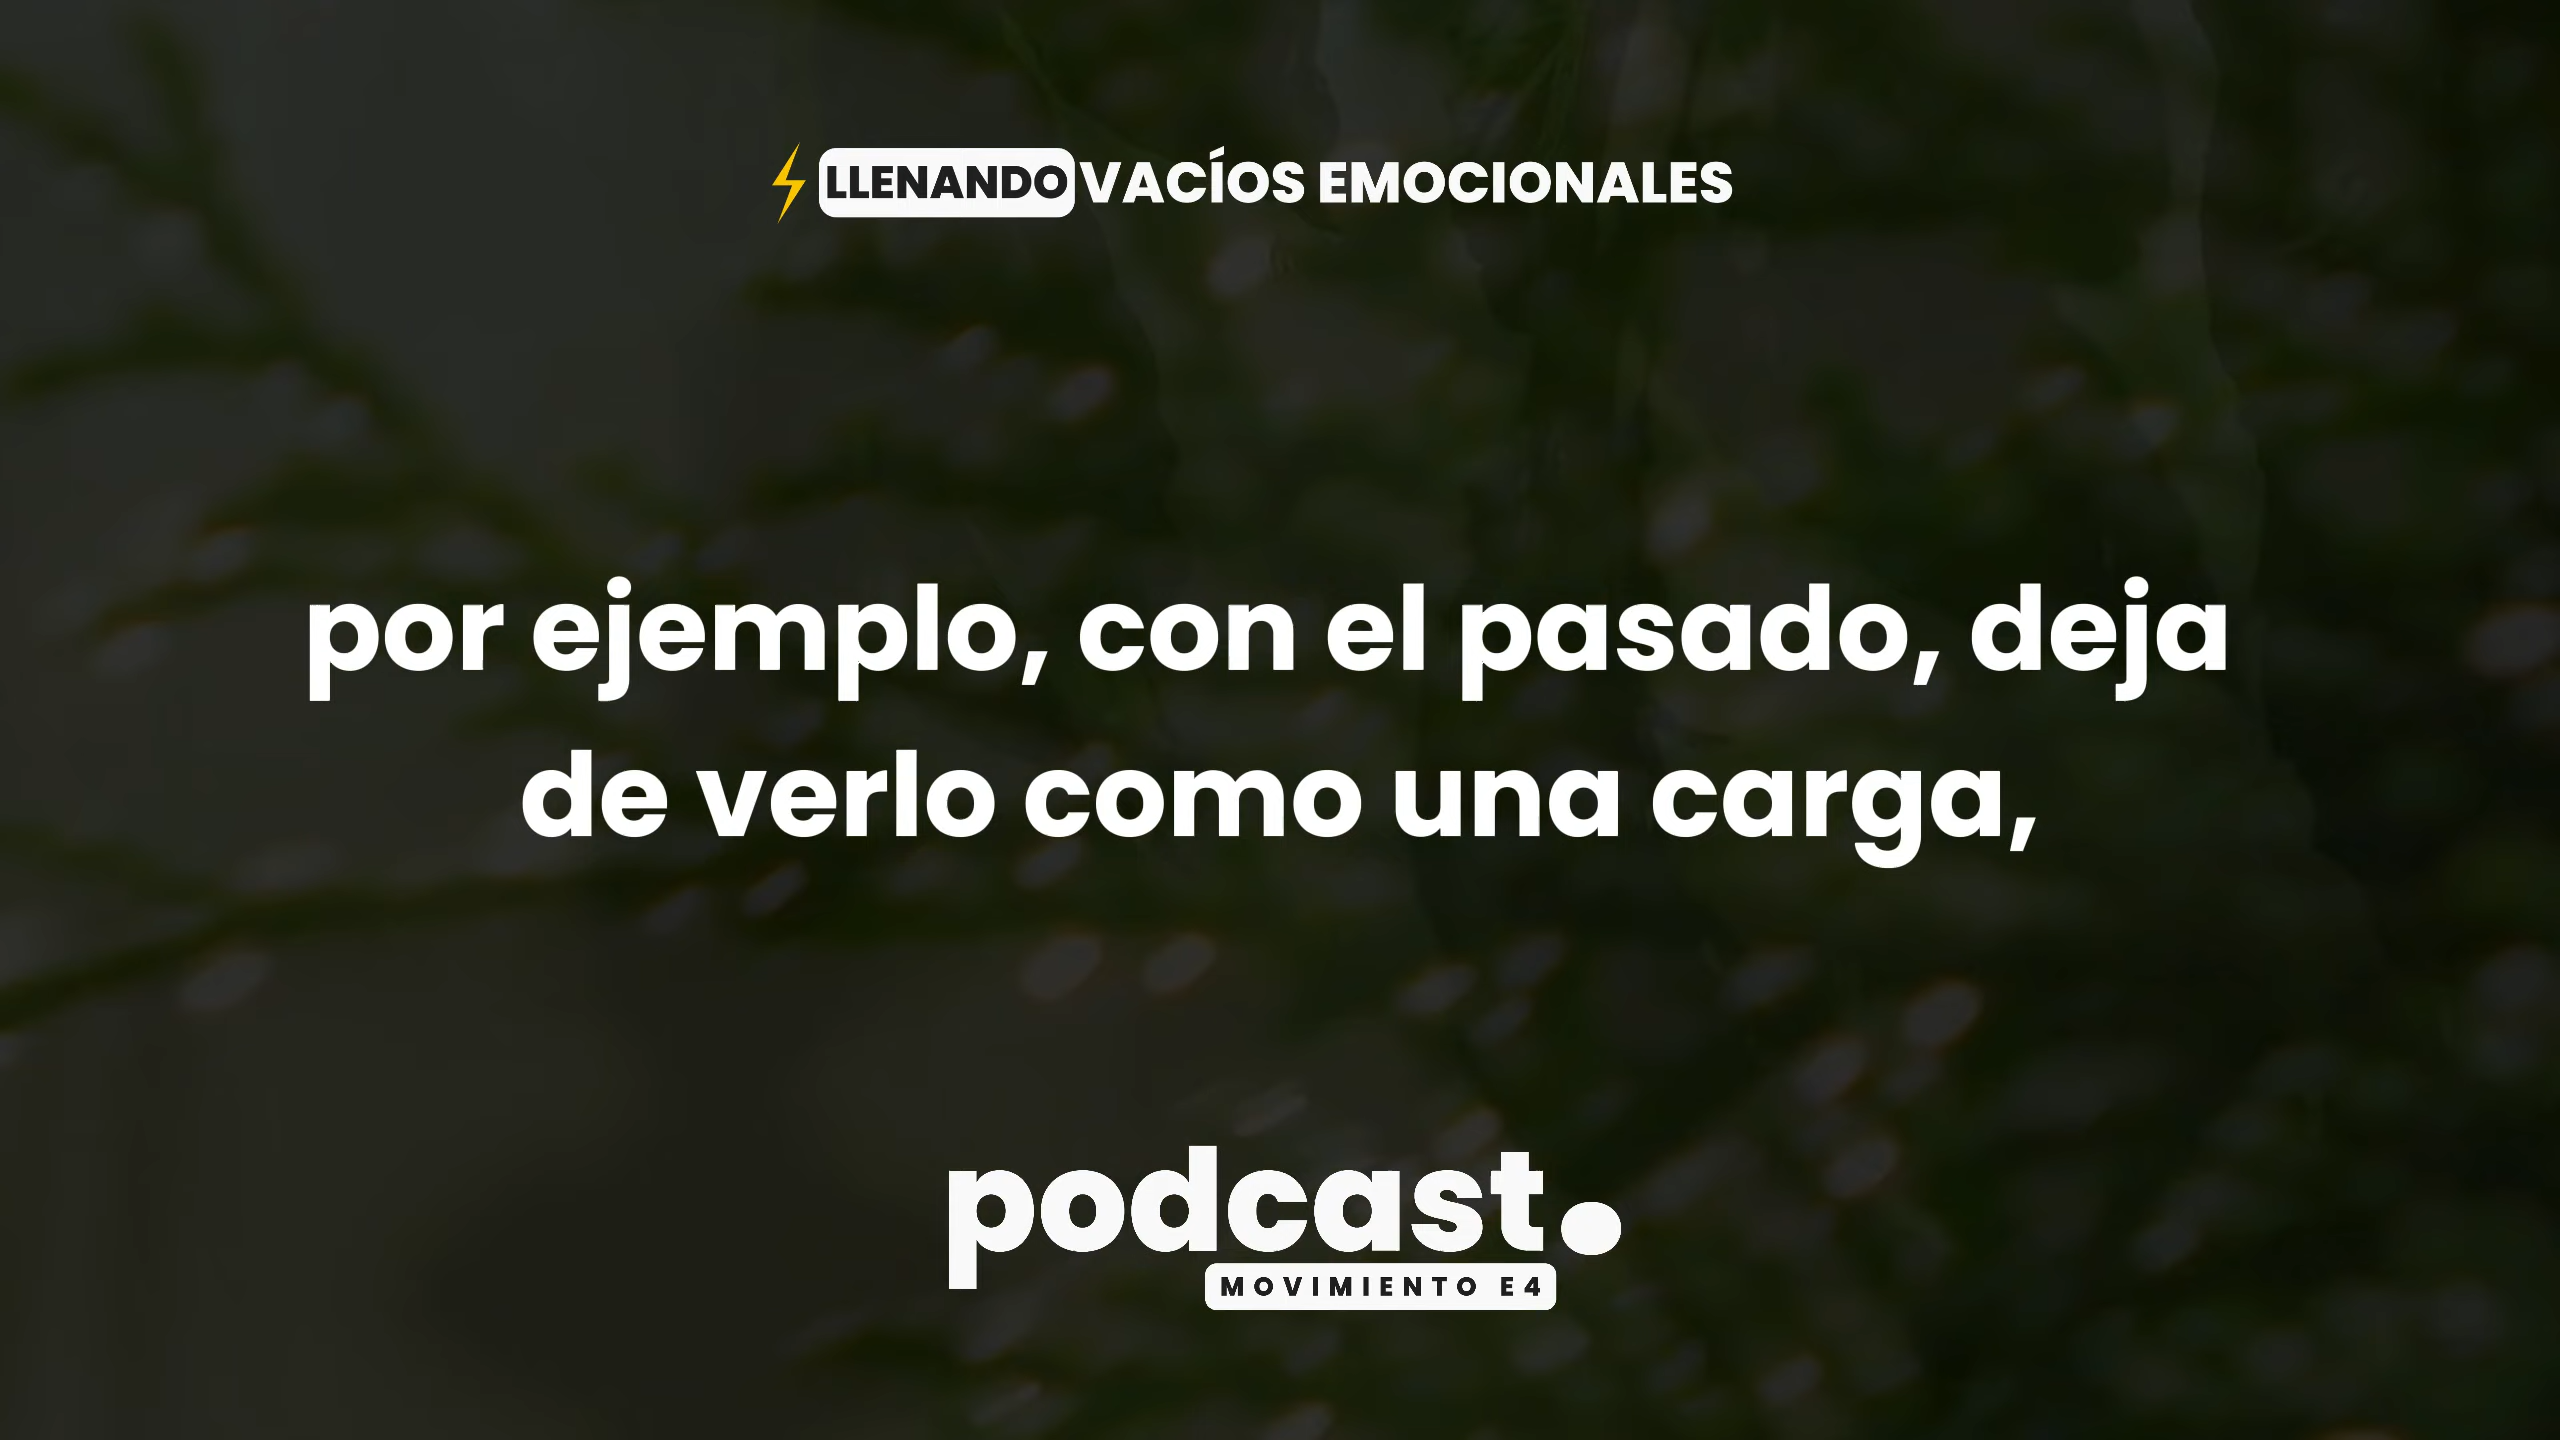 LLENANDO VACÍOS EMOCIONALES
por ejemplo, con el pasado, deja
de verlo como una carga,
podcast.
MOVIMIENTO E4